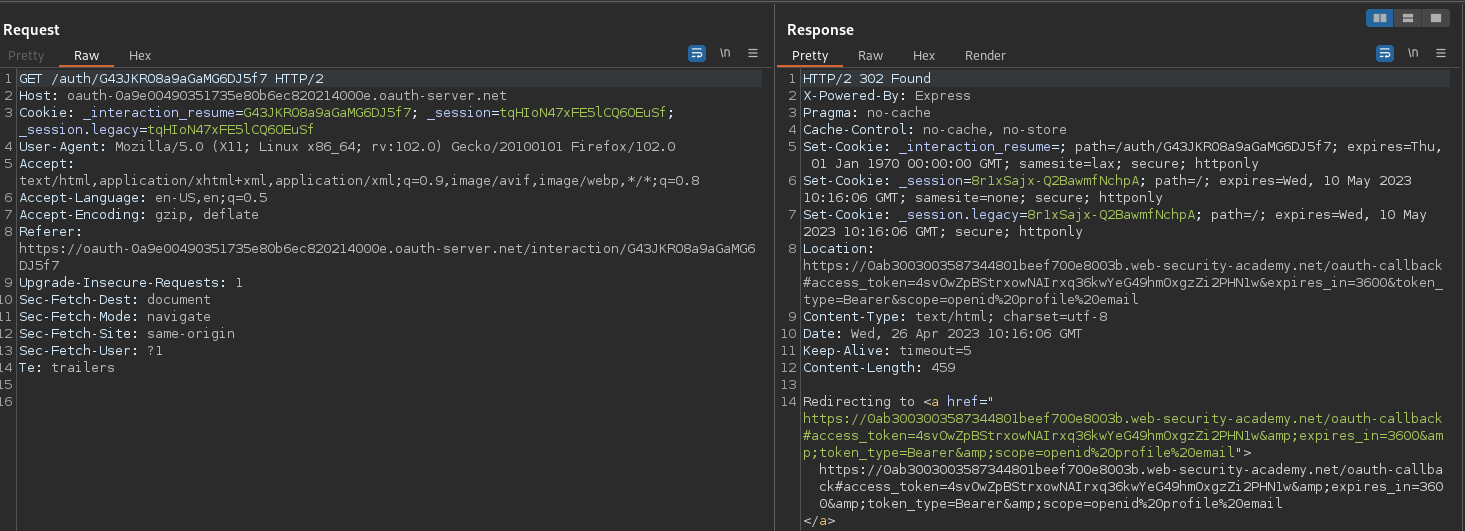 Request
Pretty Raw Hex
\n
1 GET /auth/G43JKRO8a9aGaMG6DJ5f7 HTTP/2
2 Host: oauth-0a9e00490351735e80b6ec820214000e.oauth-server.net
3 Cookie: _interaction_resume=G43JKRO8a9aGaMG6DJ5f7; _session=tqHIoN47xFE5lCQ6OEuSf;
_session.legacy=tqHIoN47xFE5lCQ6OEuSf
4 User-Agent: Mozilla/5.0 (X11; Linux x86_64; rv:102.0) Gecko/20100101 Firefox/102.0
5 Accept:
text/html,application/xhtml+xml,application/xml;q=0.9,image/avif,image/webp,*/*;q=0.8
6 Accept-Language: en-US,en;q=0.5
7 Accept-Encoding: gzip, deflate
8 Referer:
https://oauth-0a9e00490351735e80b6ec820214000e.oauth-server.net/interaction/G43JKRO8a9aGaMG6
DJ5f7
9 Upgrade-Insecure-Requests: 1
10 Sec-Fetch-Dest: document
11 Sec-Fetch-Mode: navigate
12 Sec-Fetch-Site: same-origin
13 Sec-Fetch-User: ?1
14 Te: trailers
15
16
Response
Pretty Raw Hex Render
\n
1 HTTP/2 302 Found
2 X-Powered-By: Express
3 Pragma: no-cache
4 Cache-Control: no-cache, no-store
5 Set-Cookie: _interaction_resume=; path=/auth/G43JKRO8a9aGaMG6DJ5f7; expires=Thu,
01 Jan 1970 00:00:00 GMT; samesite=lax; secure; httponly
6 Set-Cookie: _session=8r1xSajx-Q2BawmfNchpA; path=/; expires=Wed, 10 May 2023
10:16:06 GMT; samesite=none; secure; httponly
7 Set-Cookie: _session.legacy=8r1xSajx-Q2BawmfNchpA; path=/; expires=Wed, 10 May
2023 10:16:06 GMT; secure; httponly
8 Location:
https://0ab3003003587344801beef700e8003b.web-security-academy.net/oauth-callback
#access_token=4svOwZpBStrxowNAIrxq36kwYeG49hmOxgzZi2PHN1w&expires_in=3600&token_
type=Bearer&scope=openid%20profile%20email
9 Content-Type: text/html; charset=utf-8
10 Date: Wed, 26 Apr 2023 10:16:06 GMT
11 Keep-Alive: timeout=5
12 Content-Length: 459
13
14 Redirecting to <a href="
https://0ab3003003587344801beef700e8003b.web-security-academy.net/oauth-callback
#access_token=4svOwZpBStrxowNAIrxq36kwYeG49hmOxgzZi2PHN1w&amp;expires_in=3600&am
p;token_type=Bearer&amp;scope=openid%20profile%20email">
https://0ab3003003587344801beef700e8003b.web-security-academy.net/oauth-callba
ck#access_token=4svOwZpBStrxowNAIrxq36kwYeG49hmOxgzZi2PHN1w&amp;expires_in=360
0&amp;token_type=Bearer&amp;scope=openid%20profile%20email
</a>